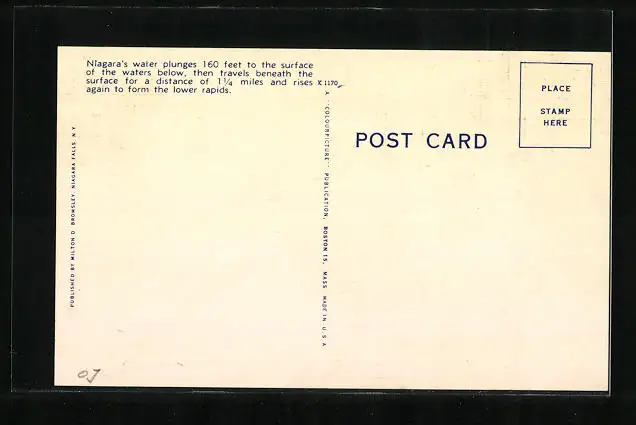 Niagara's water plunges 160 feet to the surface
of the waters below, then travels beneath the
surface for a distance of 1¼ miles and rises
again to form the lower rapids.
K 1170
POST CARD
PLACE
STAMP
HERE
PUBLISHED BY MILTON D BROWSLEY, NIAGARA FALLS, N.Y
A "COLOURPICTURE" PUBLICATION, BOSTON 15, MASS MADE IN U.S.A
OJ